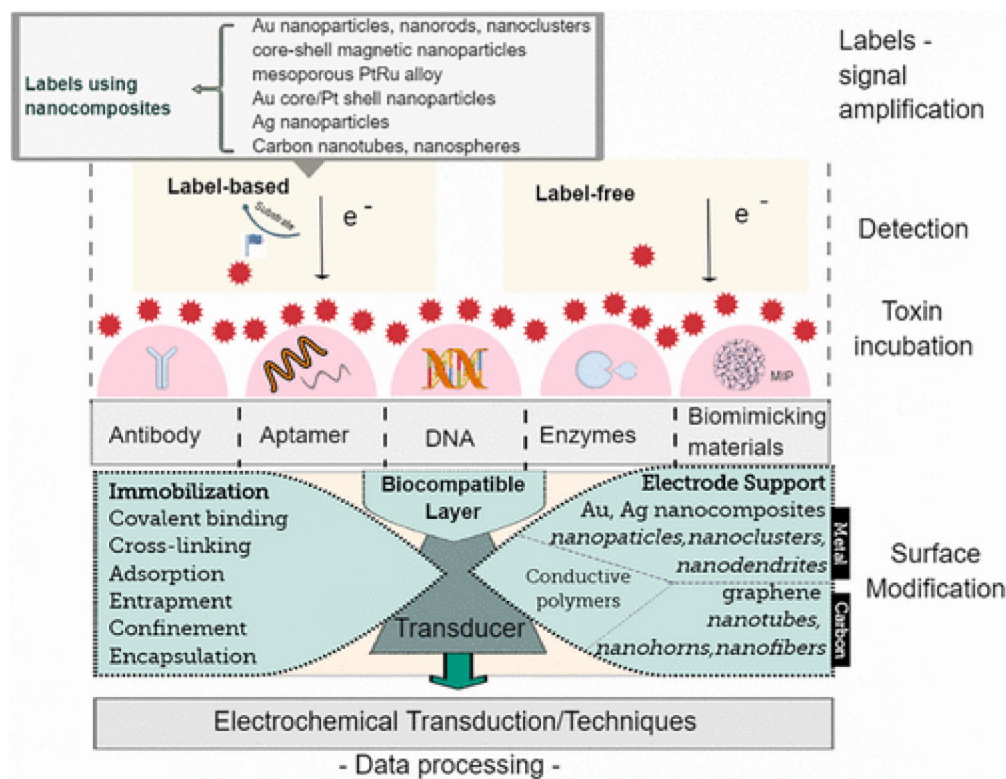 Au nanoparticles, nanorods, nanoclusters
core-shell magnetic nanoparticles
mesoporous PtRu alloy
Au core/Pt shell nanoparticles
Ag nanoparticles
Carbon nanotubes, nanospheres
Labels using
nanocomposites
Labels -
signal
amplification
Label-based
Substrate
e -
Label-free
e -
Detection
Toxin
incubation
MIP
Antibody
Aptamer
DNA
Enzymes
Biomimicking
materials
Immobilization
Covalent binding
Cross-linking
Adsorption
Entrapment
Confinement
Encapsulation
Biocompatible
Layer
Transducer
Electrode Support
Au, Ag nanocomposites
nanopaticles,nanoclusters,
nanodendrites
Metal
Conductive
polymers
graphene
nanotubes,
nanohorns,nanofibers
Carbon
Surface
Modification
Electrochemical Transduction/Techniques
- Data processing -